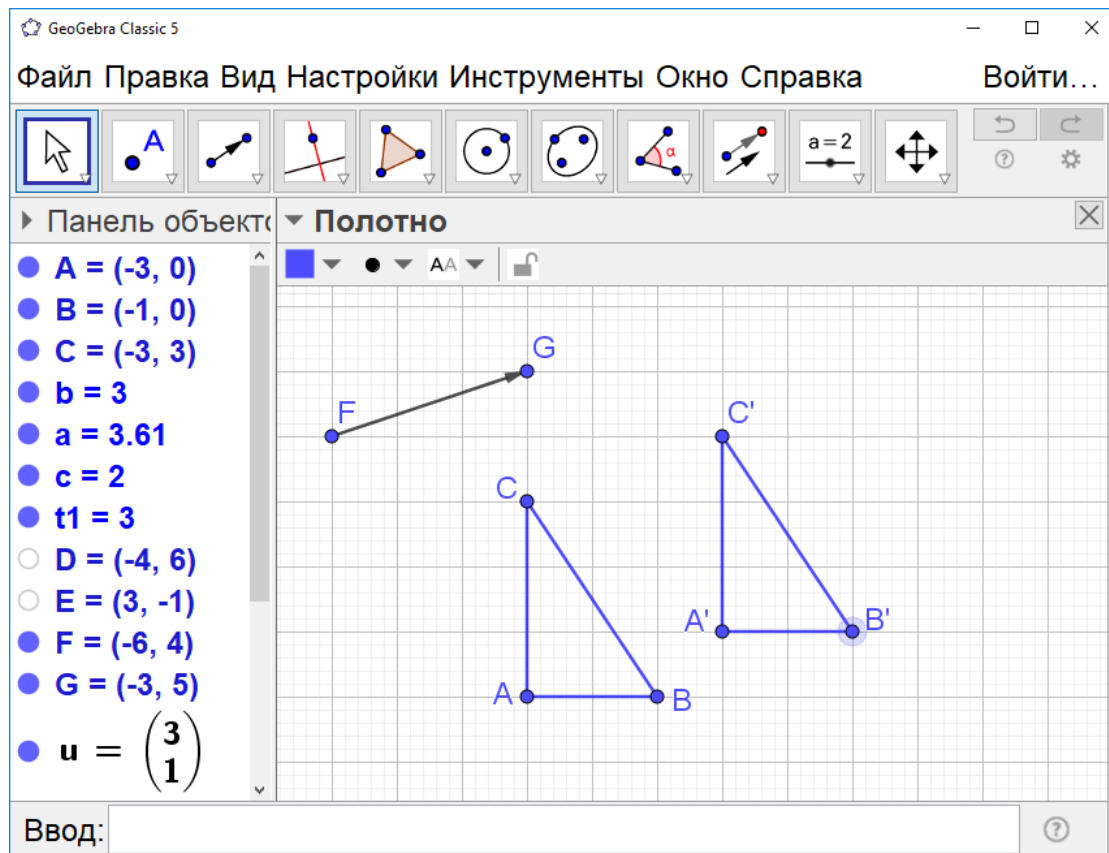 GeoGebra Classic 5
Файл Правка Вид Настройки Инструменты Окно Справка Войти...
A α a = 2
Панель объекто
Полотно
AA
A = (-3, 0)
B = (-1, 0)
C = (-3, 3)
b = 3
a = 3.61
c = 2
t1 = 3
D = (-4, 6)
E = (3, -1)
F = (-6, 4)
G = (-3, 5)
u = (3
1)
G
F
C'
C
A' B'
A B
Ввод: